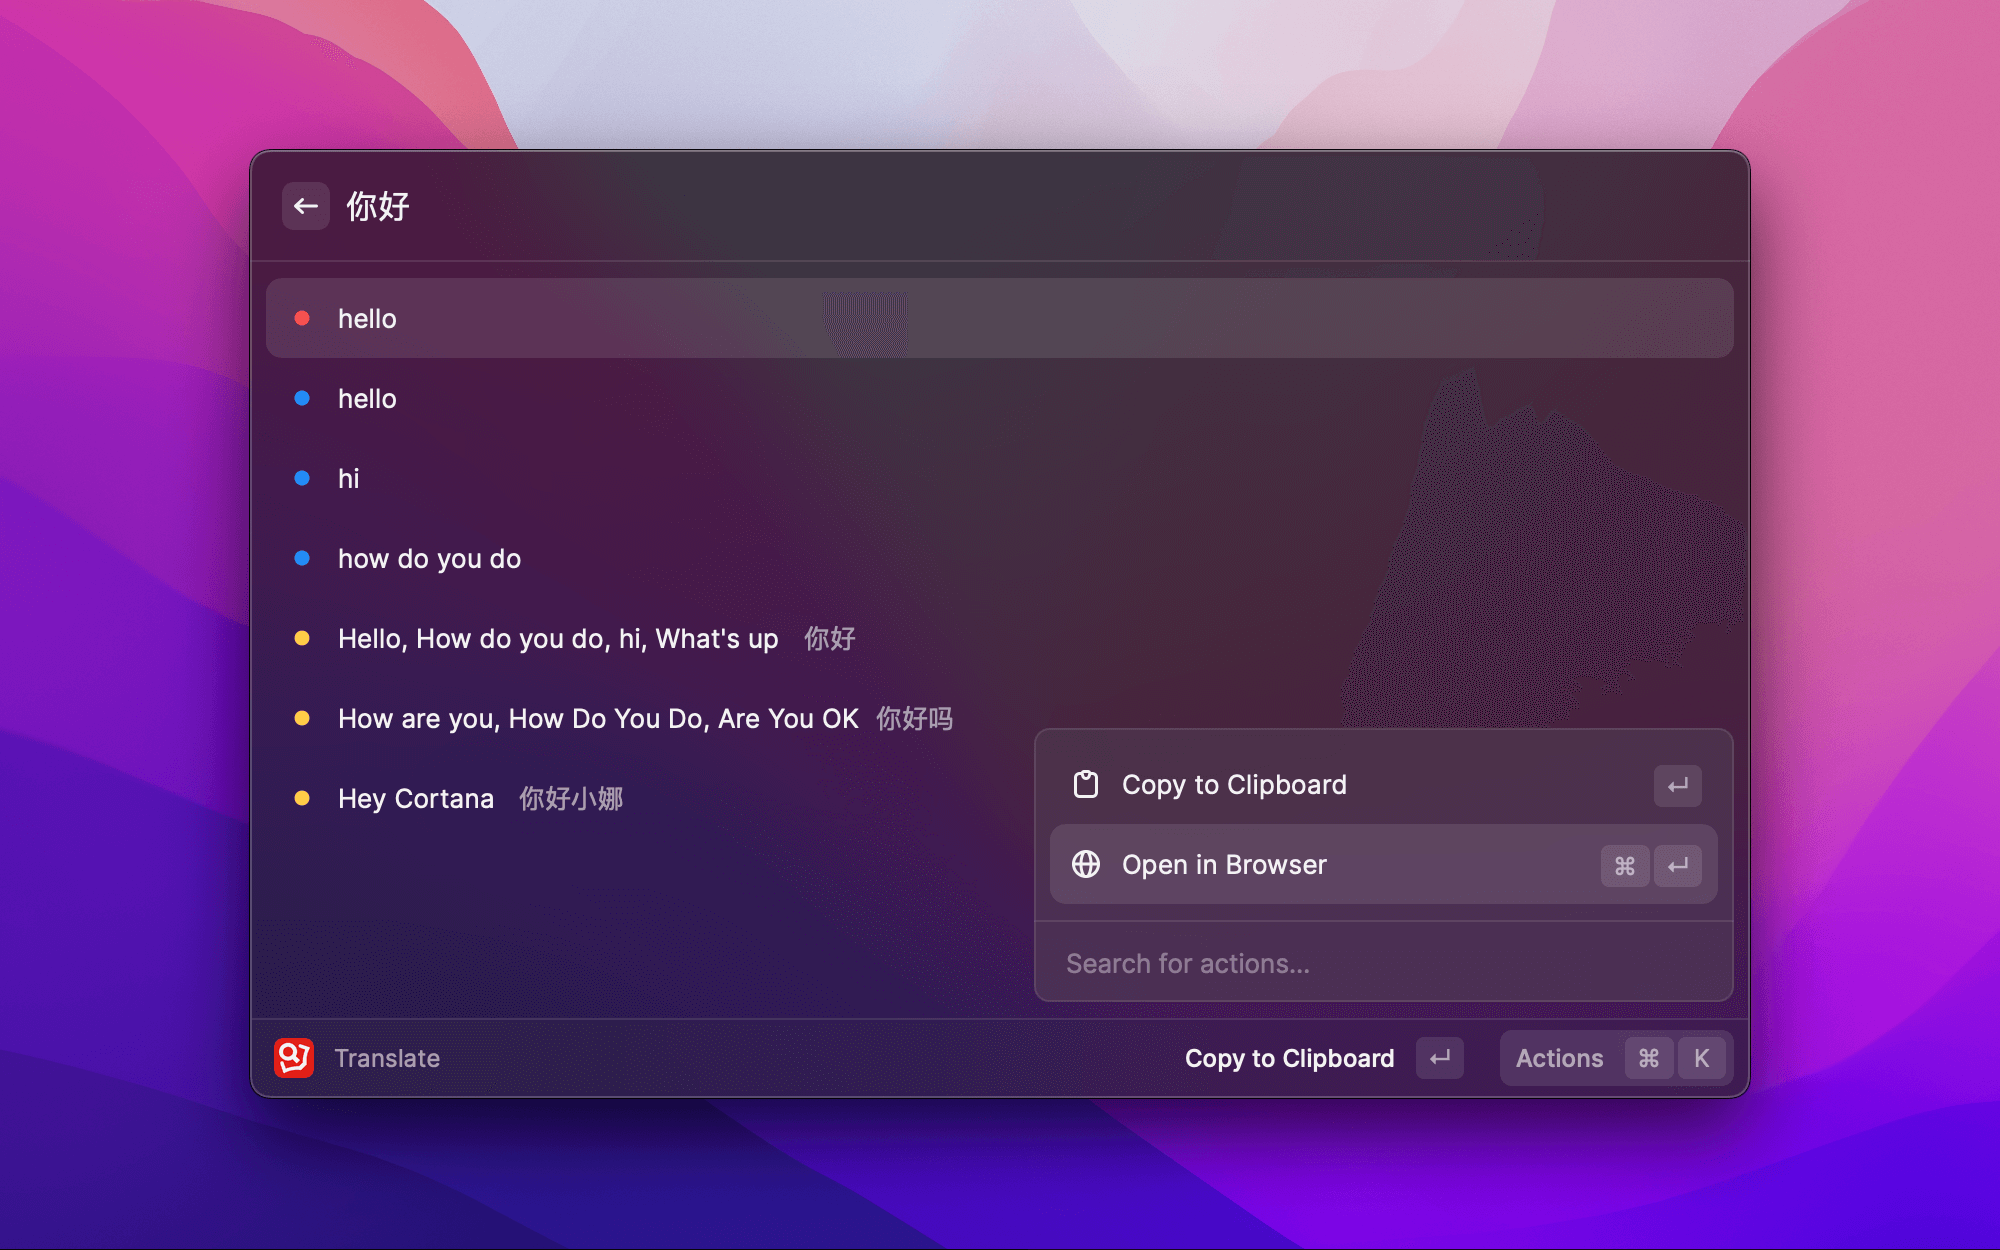 你好
hello
hello
hi
how do you do
Hello, How do you do, hi, What's up 你好
How are you, How Do You Do, Are You OK 你好吗
Hey Cortana 你好小娜
Copy to Clipboard ↵
Open in Browser ⌘ ↵
Search for actions...
Translate Copy to Clipboard ↵ Actions ⌘ K